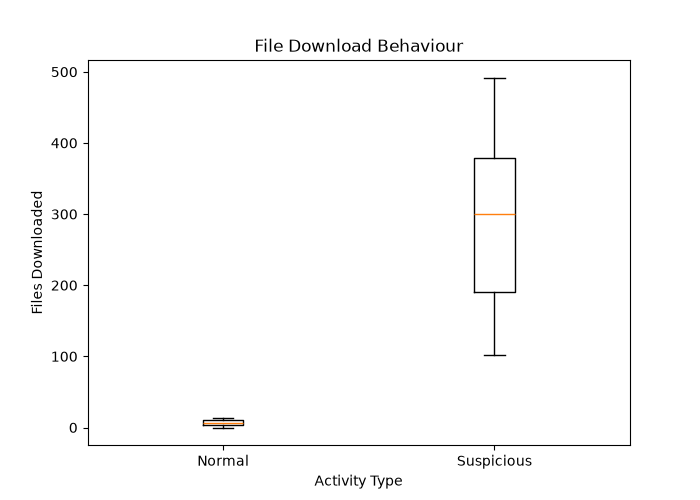 File Download Behaviour
500
400
300
200
100
0
Files Downloaded
Normal
Suspicious
Activity Type